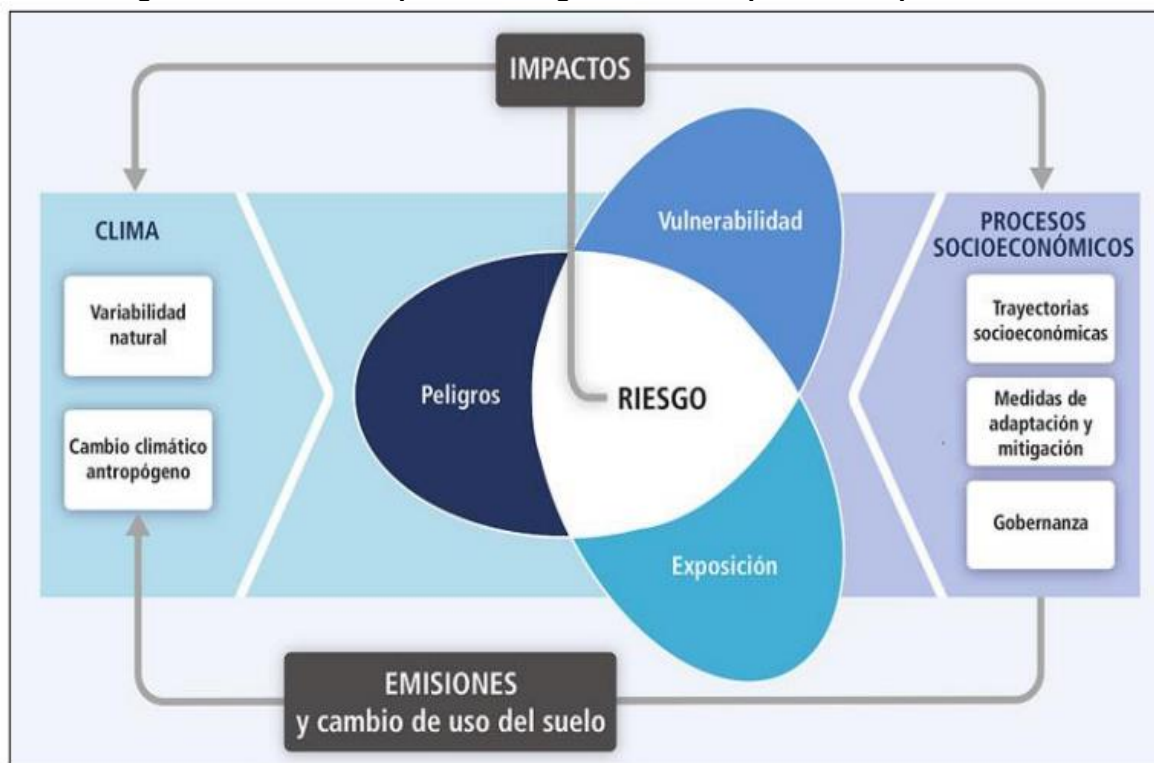 IMPACTOS
CLIMA
Variabilidad
natural
Cambio climático
antropógeno
Vulnerabilidad
Peligros
RIESGO
Exposición
PROCESOS
SOCIOECONÓMICOS
Trayectorias
socioeconómicas
Medidas de
adaptación y
mitigación
Gobernanza
EMISIONES
y cambio de uso del suelo